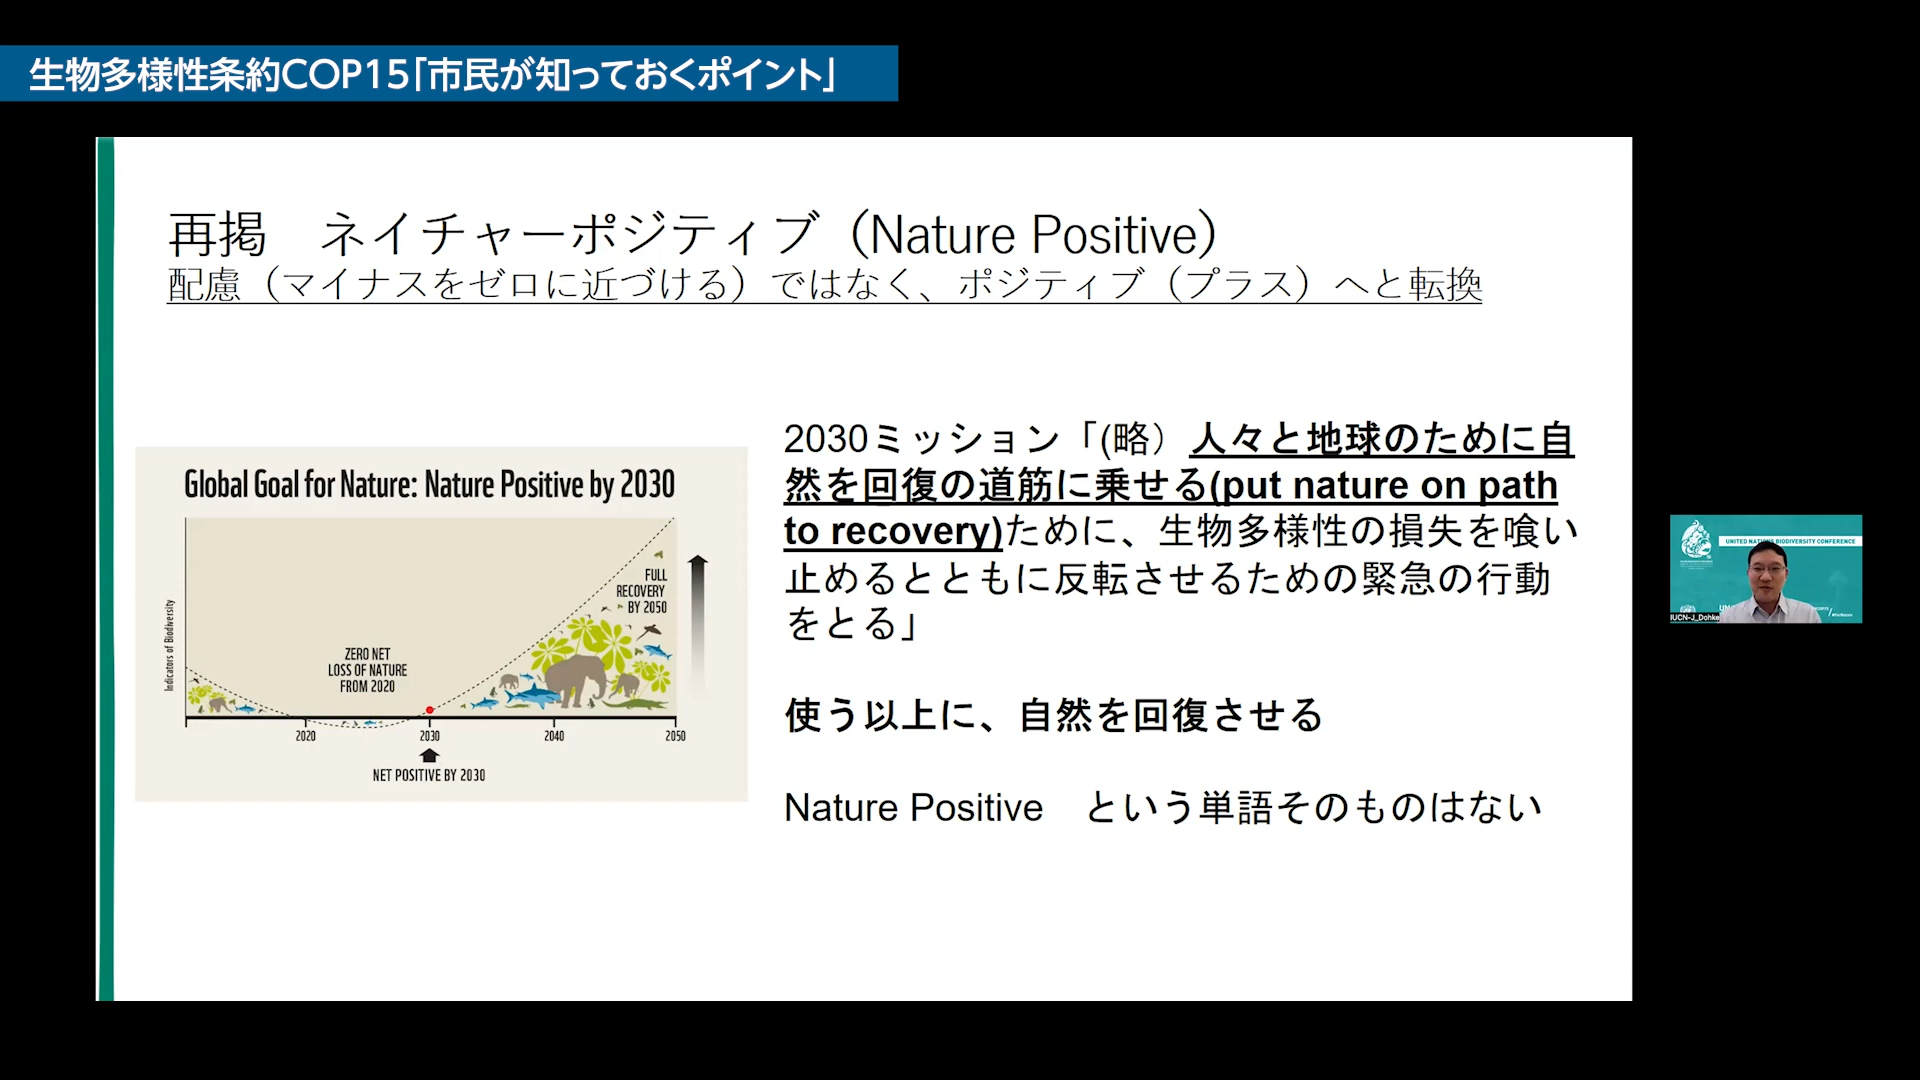 生物多様性条約COP15「市民が知っておくポイント」
再掲　ネイチャーポジティブ（Nature Positive）
配慮（マイナスをゼロに近づける）ではなく、ポジティブ（プラス）へと転換
Global Goal for Nature: Nature Positive by 2030
Indicators of Biodiversity
ZERO NET
LOSS OF NATURE
FROM 2020
FULL
RECOVERY
BY 2050
2020
2030
2040
2050
NET POSITIVE BY 2030
2030ミッション「(略）人々と地球のために自
然を回復の道筋に乗せる(put nature on path
to recovery)ために、生物多様性の損失を喰い
止めるとともに反転させるための緊急の行動
をとる」
使う以上に、自然を回復させる
Nature Positive　という単語そのものはない
UNITED NATIONS BIODIVERSITY CONFERENCE
IUCN-J_Dohke